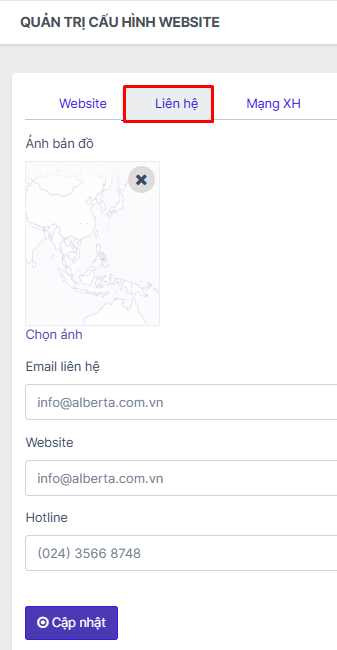 QUẢN TRỊ CẤU HÌNH WEBSITE
Website Liên hệ Mạng XH
Ảnh bản đồ
Chọn ảnh
Email liên hệ
info@alberta.com.vn
Website
info@alberta.com.vn
Hotline
(024) 3566 8748
Cập nhật